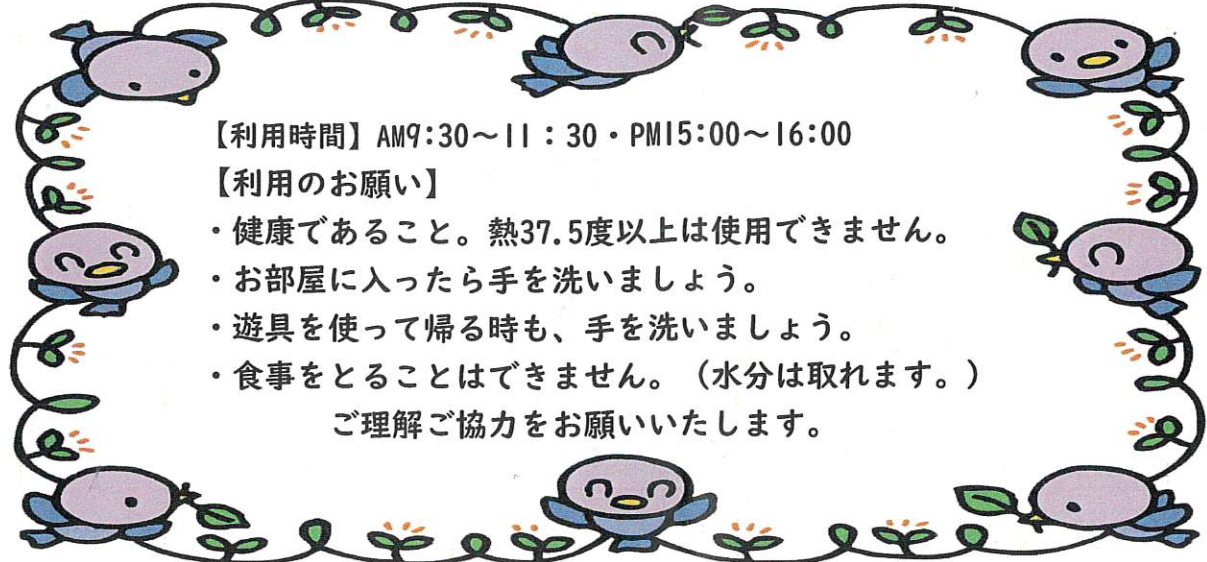 【利用時間】AM9:30～11：30・PM15:00～16:00
【利用のお願い】
・健康であること。熱37.5度以上は使用できません。
・お部屋に入ったら手を洗いましょう。
・遊具を使って帰る時も、手を洗いましょう。
・食事をとることはできません。（水分は取れます。）
ご理解ご協力をお願いいたします。